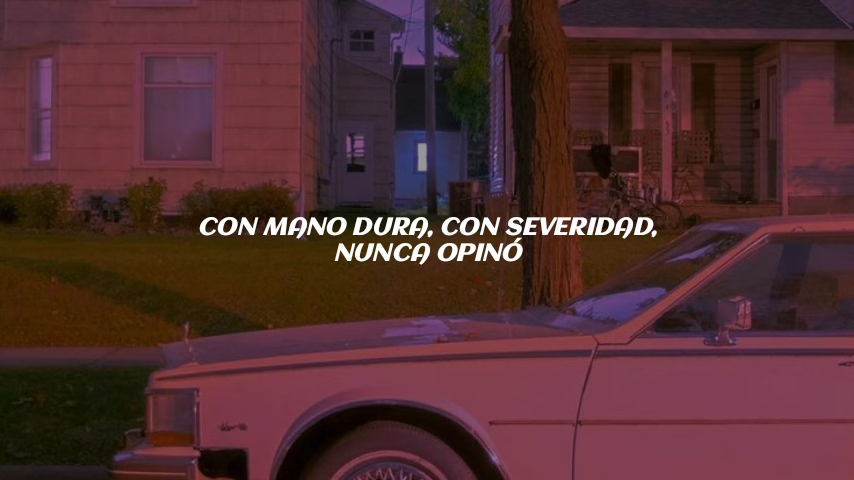 CON MANO DURA, CON SEVERIDAD,
NUNCA OPINÓ